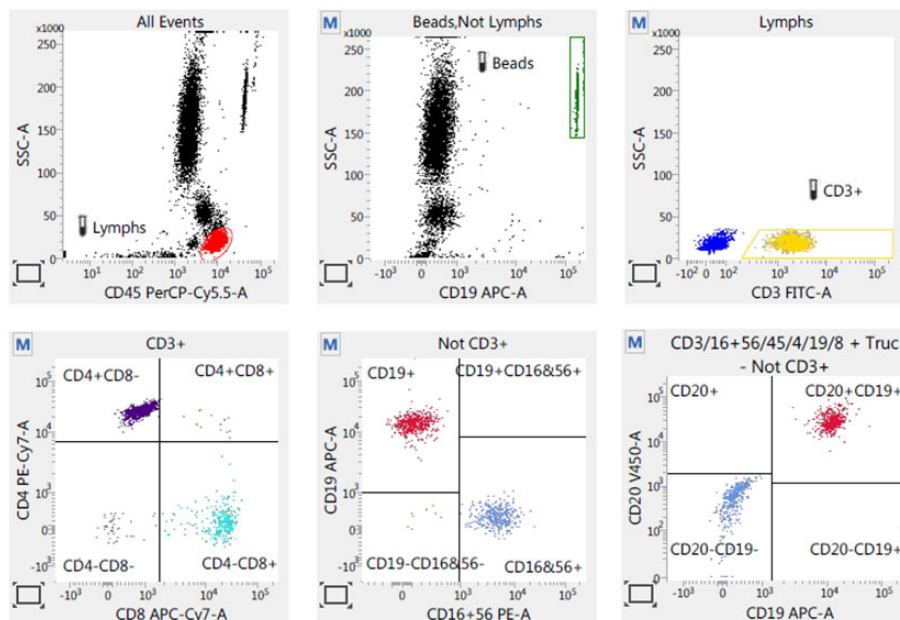 All Events
x1000
250
200
150
100
50
0
SSC-A
Lymphs
10¹ 10² 10³ 10⁴ 10⁵
CD45 PerCP-Cy5.5-A
M
Beads,Not Lymphs
x1000
250
200
150
100
50
0
SSC-A
Beads
0 10³ 10⁴ 10⁵
CD19 APC-A
M
Lymphs
x1000
250
200
150
100
50
0
SSC-A
CD3+
-10² 0 10² 10³ 10⁴ 10⁵
CD3 FITC-A
M
CD3+
CD4+CD8-
CD4+CD8+
10⁵
10⁴
10³
0
-10³
CD4 PE-Cy7-A
CD4-CD8-
CD4-CD8+
-10³ 0 10³ 10⁴ 10⁵
CD8 APC-Cy7-A
M
Not CD3+
CD19+
CD19+CD16&56+
10⁵
10⁴
10³
0
-10³
CD19 APC-A
CD19-CD16&56-
CD16&56+
-10³ 0 10³ 10⁴ 10⁵
CD16+56 PE-A
M
CD3/16+56/45/4/19/8 + Truc
- Not CD3+
CD20+
CD20+CD19+
10⁵
10⁴
10³
10²
0
CD20 V450-A
CD20-CD19-
CD20-CD19+
-10³ 0 10³ 10⁴ 10⁵
CD19 APC-A